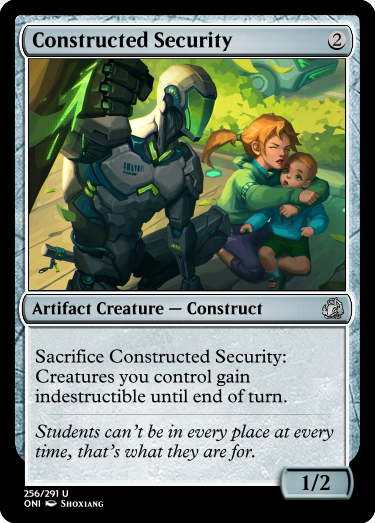 Constructed Security 2
Artifact Creature — Construct
Sacrifice Constructed Security:
Creatures you control gain
indestructible until end of turn.
Students can't be in every place at every
time, that's what they are for.
1/2
256/291 U
ONI Shoxiang